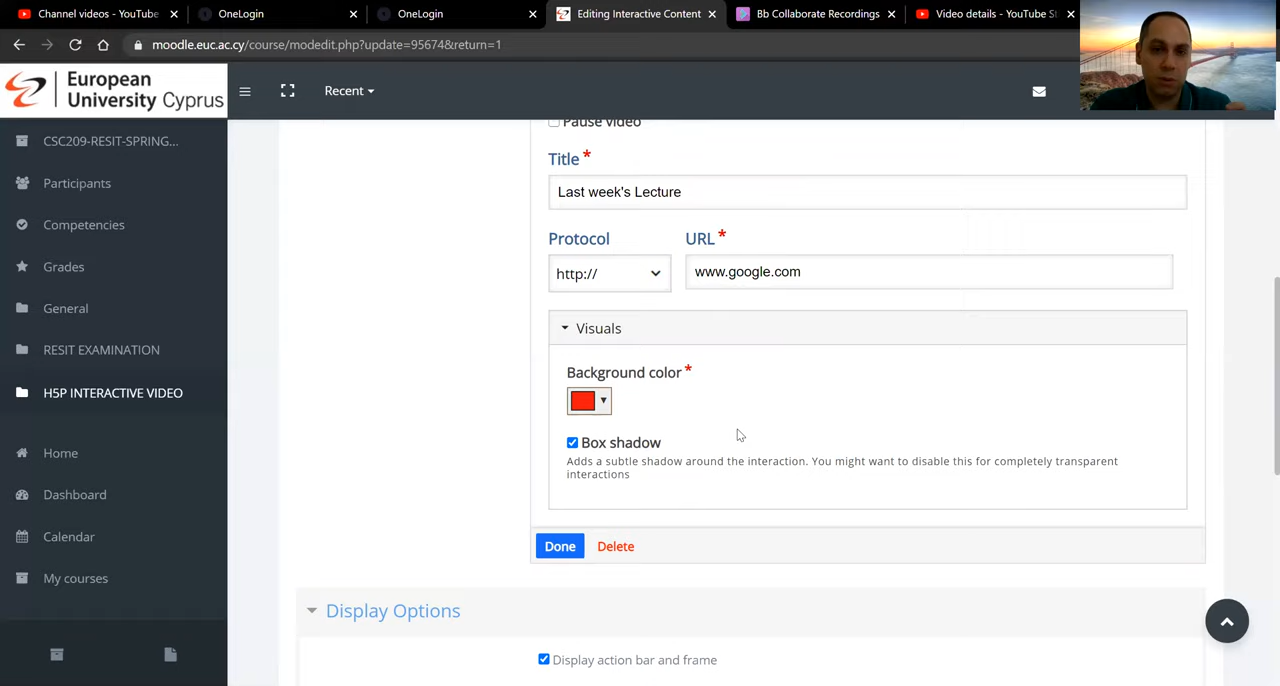 Channel videos - YouTube
OneLogin
OneLogin
Editing Interactive Content
Bb Collaborate Recordings
Video details - YouTube St
moodle.euc.ac.cy/course/modedit.php?update=95674&return=1
European
University Cyprus
Recent
CSC209-RESIT-SPRING...
Participants
Competencies
Grades
General
RESIT EXAMINATION
H5P INTERACTIVE VIDEO
Home
Dashboard
Calendar
My courses
Pause video
Title *
Last week's Lecture
Protocol
URL *
http://
www.google.com
Visuals
Background color *
Box shadow
Adds a subtle shadow around the interaction. You might want to disable this for completely transparent
interactions
Done
Delete
Display Options
Display action bar and frame